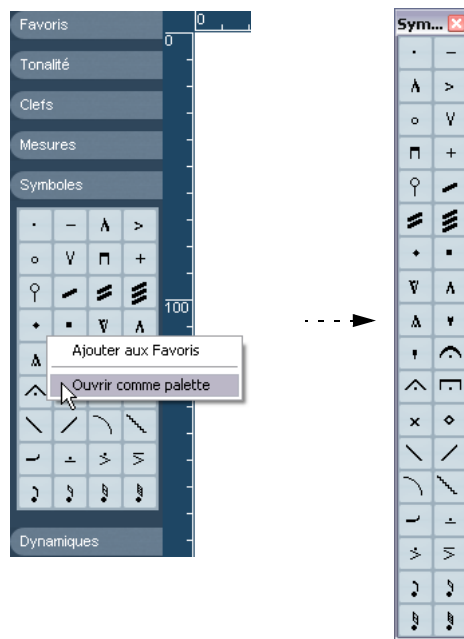 Favoris
0
0
Tonalité
Clefs
Mesures
Symboles
100
Ajouter aux Favoris
Ouvrir comme palette
Dynamiques
Sym...